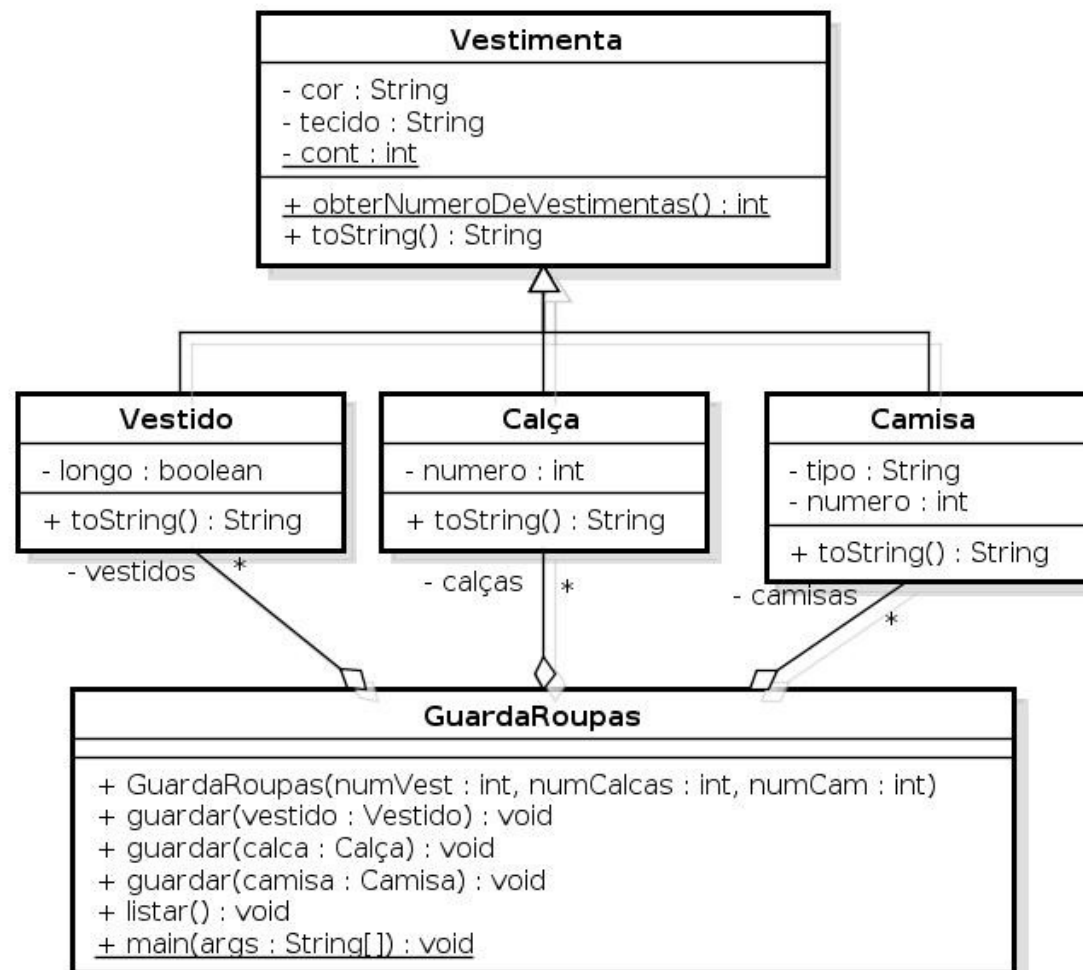 Vestimenta
- cor : String
- tecido : String
- cont : int
+ obterNumeroDeVestimentas() : int
+ toString() : String
Vestido
- longo : boolean
+ toString() : String
Calça
- numero : int
+ toString() : String
Camisa
- tipo : String
- numero : int
+ toString() : String
- vestidos
*
- calças
*
- camisas
*
GuardaRoupas
+ GuardaRoupas(numVest : int, numCalcas : int, numCam : int)
+ guardar(vestido : Vestido) : void
+ guardar(calca : Calça) : void
+ guardar(camisa : Camisa) : void
+ listar() : void
+ main(args : String[]) : void